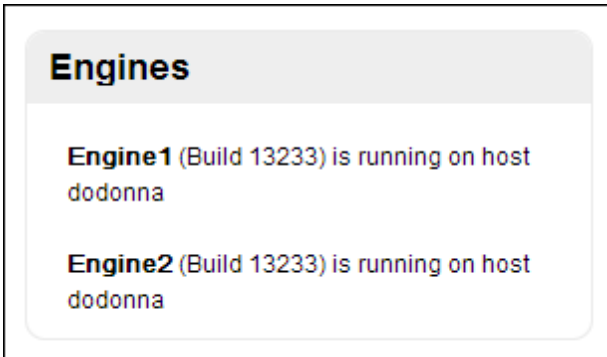 Engines
Engine1 (Build 13233) is running on host
dodonna
Engine2 (Build 13233) is running on host
dodonna